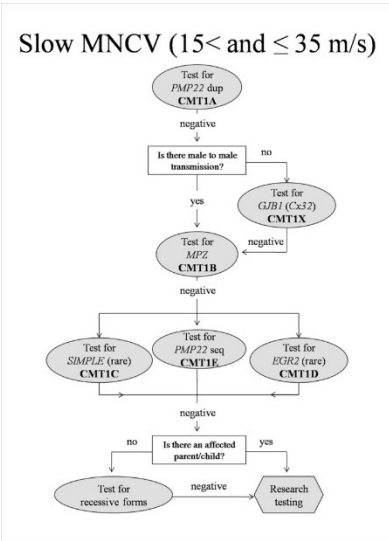 Slow MNCV (15< and ≤ 35 m/s)
Test for
PMP22 dup
CMT1A
negative
Is there male to male
transmission?
no
yes
Test for
GJB1 (Cx32)
CMT1X
negative
Test for
MPZ
CMT1B
negative
Test for
SIMPLE (rare)
CMT1C
Test for
PMP22 seq
CMT1E
Test for
EGR2 (rare)
CMT1D
negative
no
Is there an affected
parent/child?
yes
Test for
recessive forms
negative
Research
testing